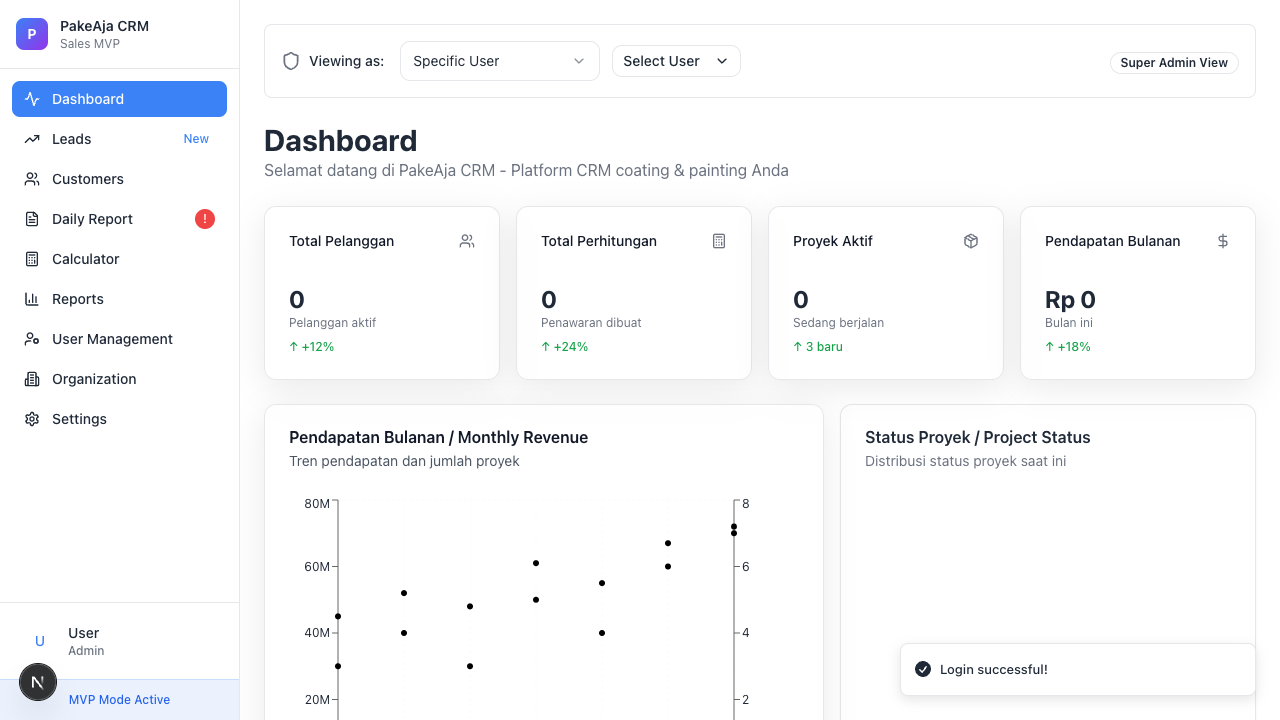 P
PakeAja CRM
Sales MVP
Dashboard
Leads
New
Customers
Daily Report
!
Calculator
Reports
User Management
Organization
Settings
U
User
Admin
N
MVP Mode Active
Viewing as:
Specific User
Select User
Super Admin View
Dashboard
Selamat datang di PakeAja CRM - Platform CRM coating & painting Anda
Total Pelanggan
0
Pelanggan aktif
↑ +12%
Total Perhitungan
0
Penawaran dibuat
↑ +24%
Proyek Aktif
0
Sedang berjalan
↑ 3 baru
Pendapatan Bulanan
Rp 0
Bulan ini
↑ +18%
Pendapatan Bulanan / Monthly Revenue
Tren pendapatan dan jumlah proyek
80M
60M
40M
20M
8
6
4
2
Status Proyek / Project Status
Distribusi status proyek saat ini
Login successful!